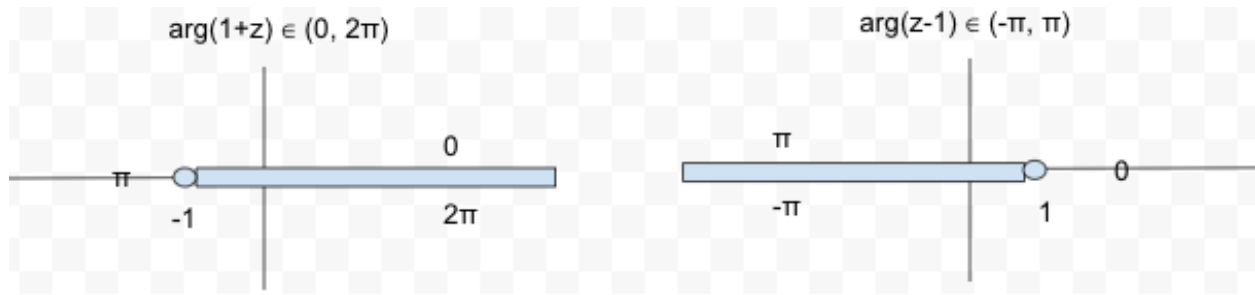 arg(1+z) ∈ (0, 2π)
0
π
-1
2π
arg(z-1) ∈ (-π, π)
π
0
-π
1